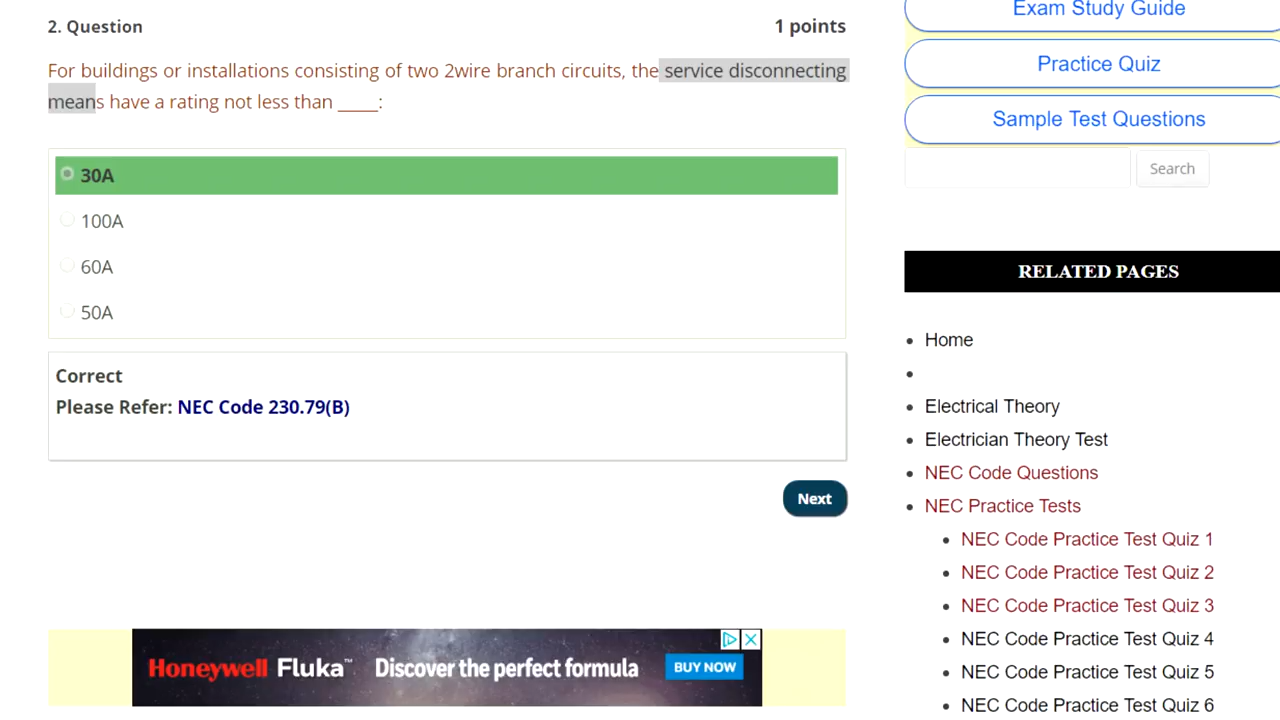 2. Question
1 points
For buildings or installations consisting of two 2wire branch circuits, the service disconnecting
means have a rating not less than ____:
30A
100A
60A
50A
Correct
Please Refer: NEC Code 230.79(B)
Next
Honeywell Fluka™ Discover the perfect formula BUY NOW
Exam Study Guide
Practice Quiz
Sample Test Questions
Search
RELATED PAGES
Home
Electrical Theory
Electrician Theory Test
NEC Code Questions
NEC Practice Tests
NEC Code Practice Test Quiz 1
NEC Code Practice Test Quiz 2
NEC Code Practice Test Quiz 3
NEC Code Practice Test Quiz 4
NEC Code Practice Test Quiz 5
NEC Code Practice Test Quiz 6